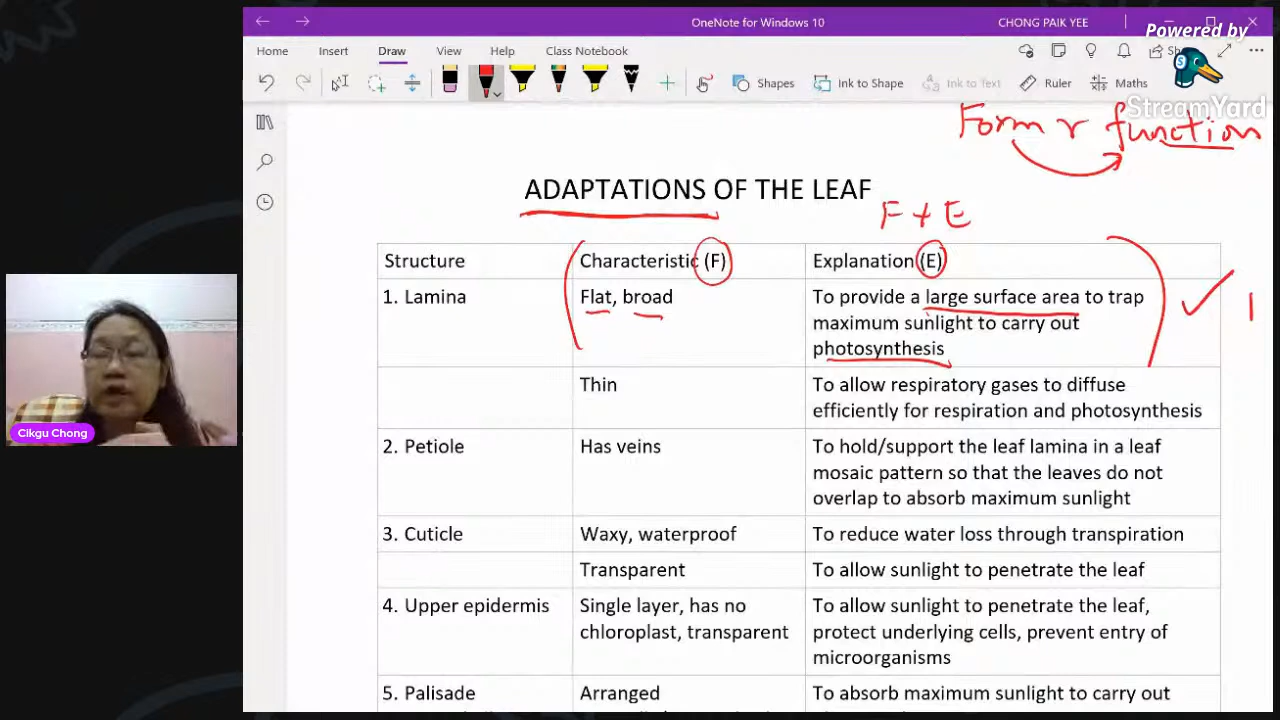 OneNote for Windows 10
CHONG PAIK YEE
Powered by
StreamYard
Home Insert Draw View Help Class Notebook
Shapes Ink to Shape Ink to Text Ruler Maths
Form r function
ADAPTATIONS OF THE LEAF
F + E
Structure Characteristic (F) Explanation (E)
1. Lamina Flat, broad To provide a large surface area to trap
maximum sunlight to carry out
photosynthesis
1
Thin To allow respiratory gases to diffuse
efficiently for respiration and photosynthesis
2. Petiole Has veins To hold/support the leaf lamina in a leaf
mosaic pattern so that the leaves do not
overlap to absorb maximum sunlight
3. Cuticle Waxy, waterproof To reduce water loss through transpiration
Transparent To allow sunlight to penetrate the leaf
4. Upper epidermis Single layer, has no To allow sunlight to penetrate the leaf,
chloroplast, transparent protect underlying cells, prevent entry of
microorganisms
5. Palisade Arranged To absorb maximum sunlight to carry out
Cikgu Chong